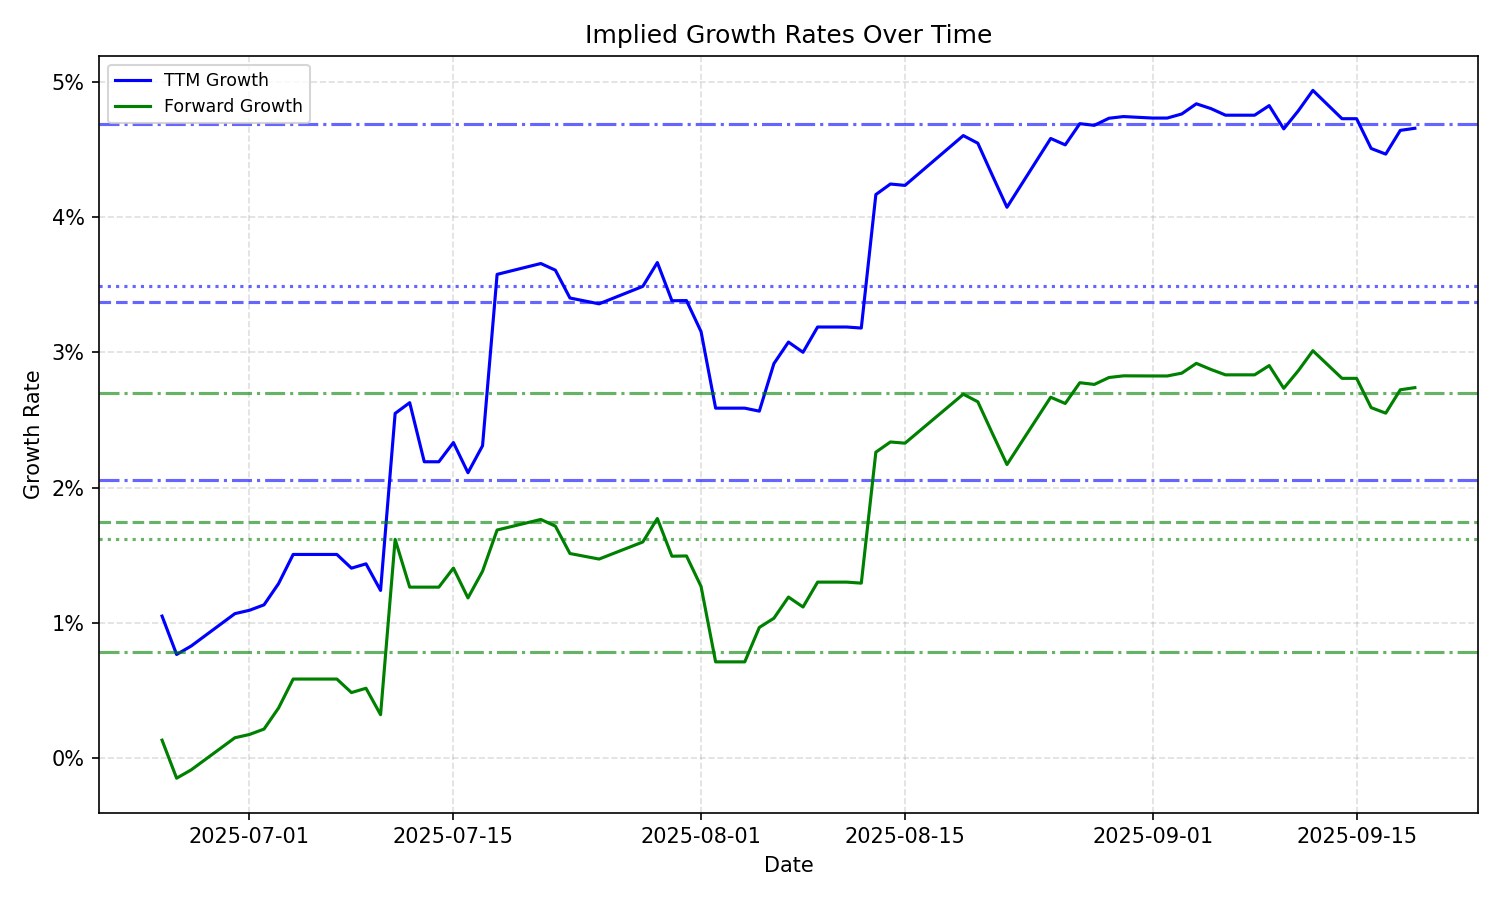 Implied Growth Rates Over Time
TTM Growth
Forward Growth
5%
4%
3%
2%
1%
0%
Growth Rate
2025-07-01
2025-07-15
2025-08-01
2025-08-15
2025-09-01
2025-09-15
Date